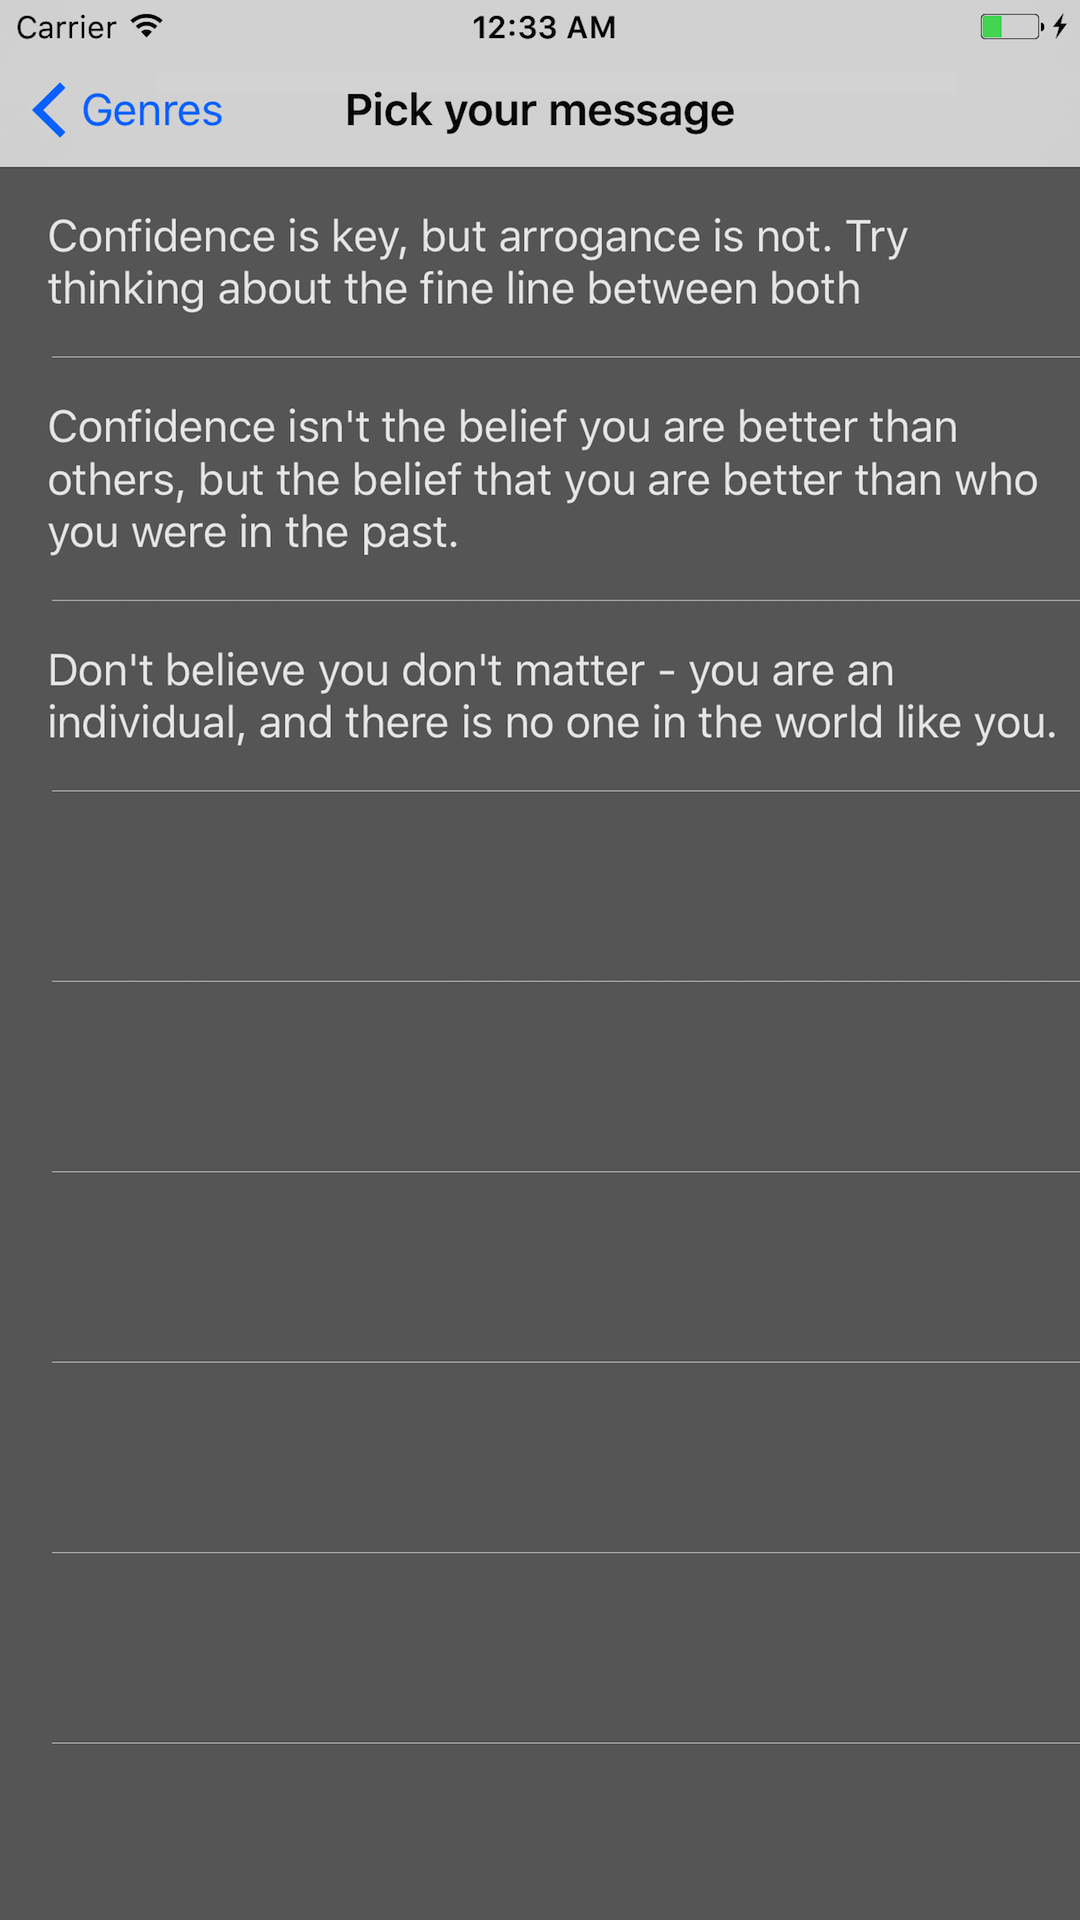 Carrier 12:33 AM
Genres Pick your message
Confidence is key, but arrogance is not. Try
thinking about the fine line between both
Confidence isn't the belief you are better than
others, but the belief that you are better than who
you were in the past.
Don't believe you don't matter - you are an
individual, and there is no one in the world like you.